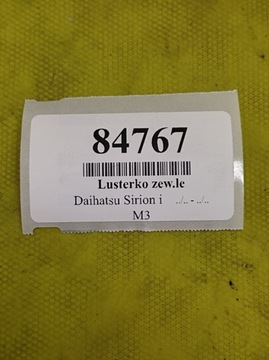 84767
Lusterko zew.le
Daihatsu Sirion i ../.. - ../..
M3